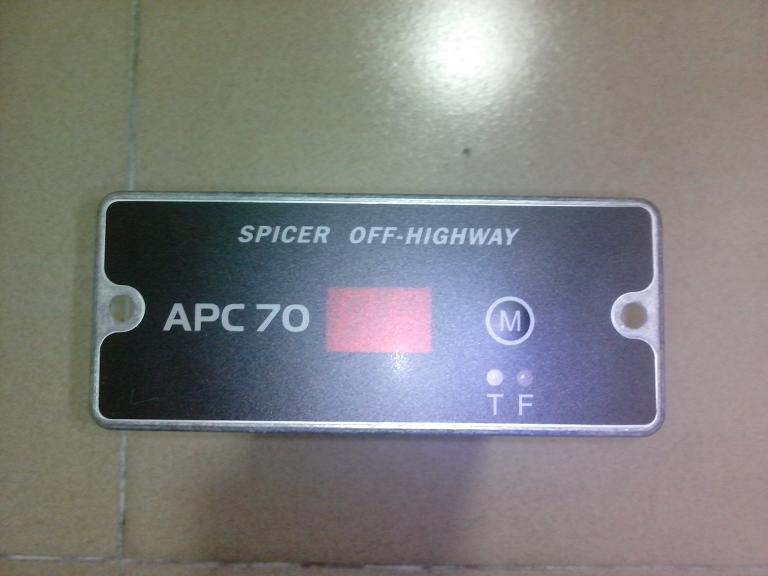 SPICER OFF-HIGHWAY
APC 70
M
T F